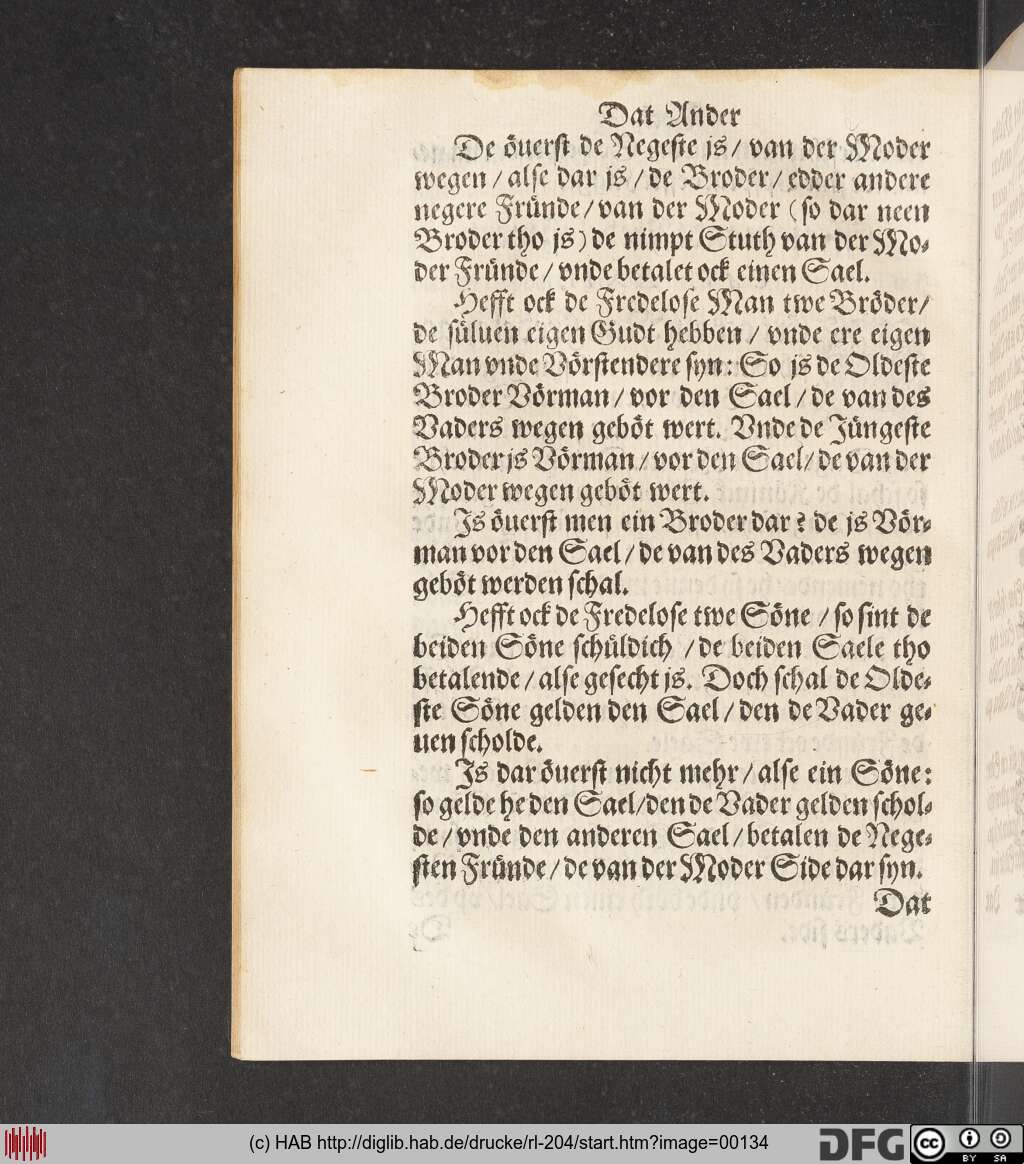 Dat Ander
De öuerst de Negeste js / van der Moder
wegen / alse dar js / de Broder / edder andere
negere Fründe / van der Moder (so dar neen
Broder tho js) de nimpt Stuth van der Mo⸗
der Fründe / vnde betalet ock einen Sael.
Hefft ock de Fredelose Man twe Bröder /
de süluen eigen Gudt hebben / vnde ere eigen
Man vnde Vörstendere syn: So js de Oldeste
Broder Vörman / vor den Sael / de van des
Vaders wegen geböt wert. Vnde de Jüngeste
Broder js Vörman / vor den Sael / de van der
Moder wegen geböt wert.
Js öuerst men ein Broder dar? de js Vör⸗
man vor den Sael / de van des Vaders wegen
geböt werden schal.
Hefft ock de Fredelose twe Söne / so sint de
beiden Söne schüldich / de beiden Saele tho
betalende / alse gesecht js. Doch schal de Olde⸗
ste Söne gelden den Sael / den de Vader ge⸗
uen scholde.
Js dar öuerst nicht mehr / alse ein Söne:
so gelde he den Sael / den de Vader gelden schol⸗
de / vnde den anderen Sael / betalen de Nege⸗
sten Fründe / de van der Moder Side dar syn.
Dat
(c) HAB http://diglib.hab.de/drucke/rl-204/start.htm?image=00134
DFG
cc BY SA